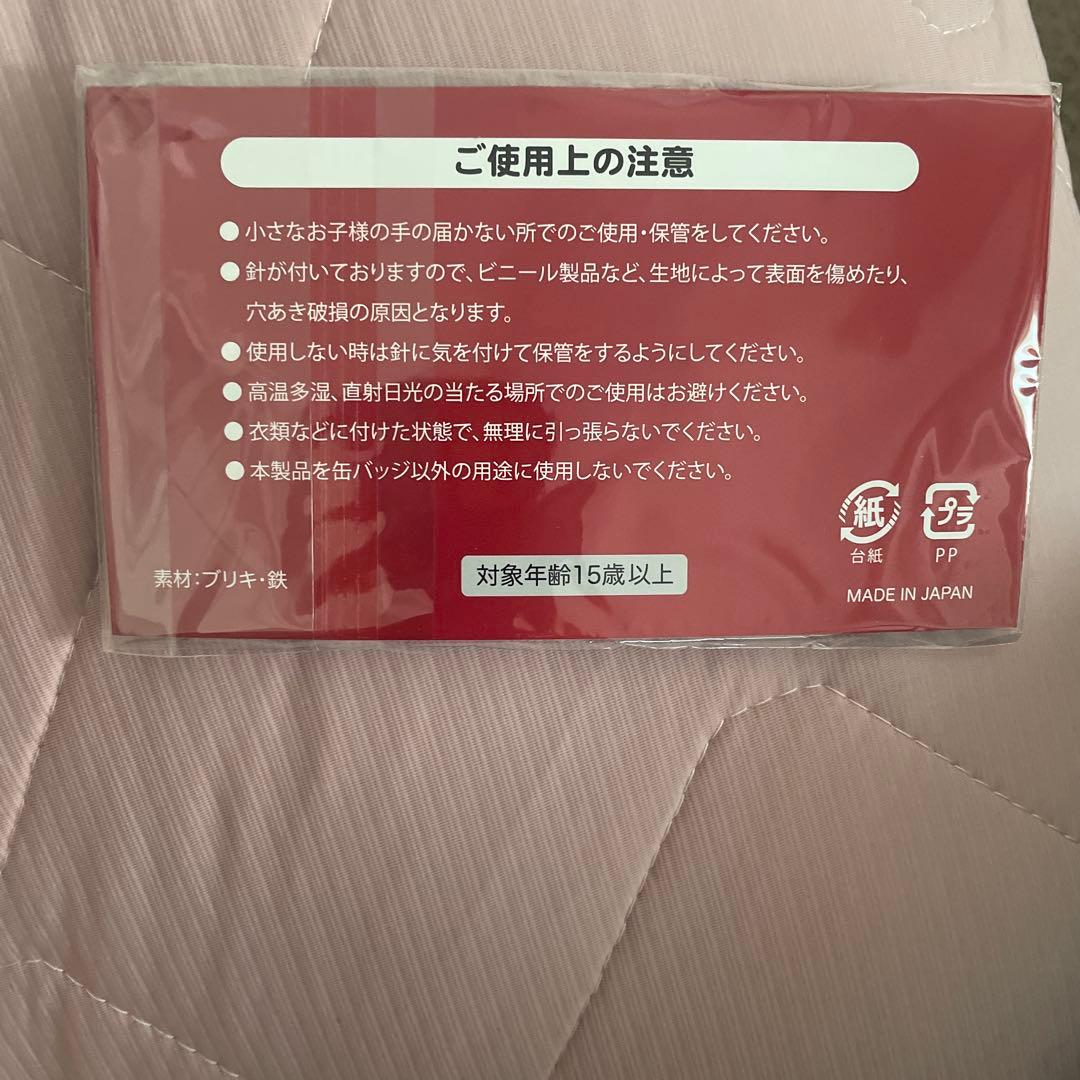 ご使用上の注意
●小さなお子様の手の届かない所でのご使用・保管をしてください。
●針が付いておりますので、ビニール製品など、生地によって表面を傷めたり、
穴あき破損の原因となります。
●使用しない時は針に気を付けて保管をするようにしてください。
●高温多湿、直射日光の当たる場所でのご使用はお避けください。
●衣類などに付けた状態で、無理に引っ張らないでください。
●本製品を缶バッジ以外の用途に使用しないでください。
紙 プラ
台紙 PP
素材：ブリキ・鉄
対象年齢15歳以上
MADE IN JAPAN